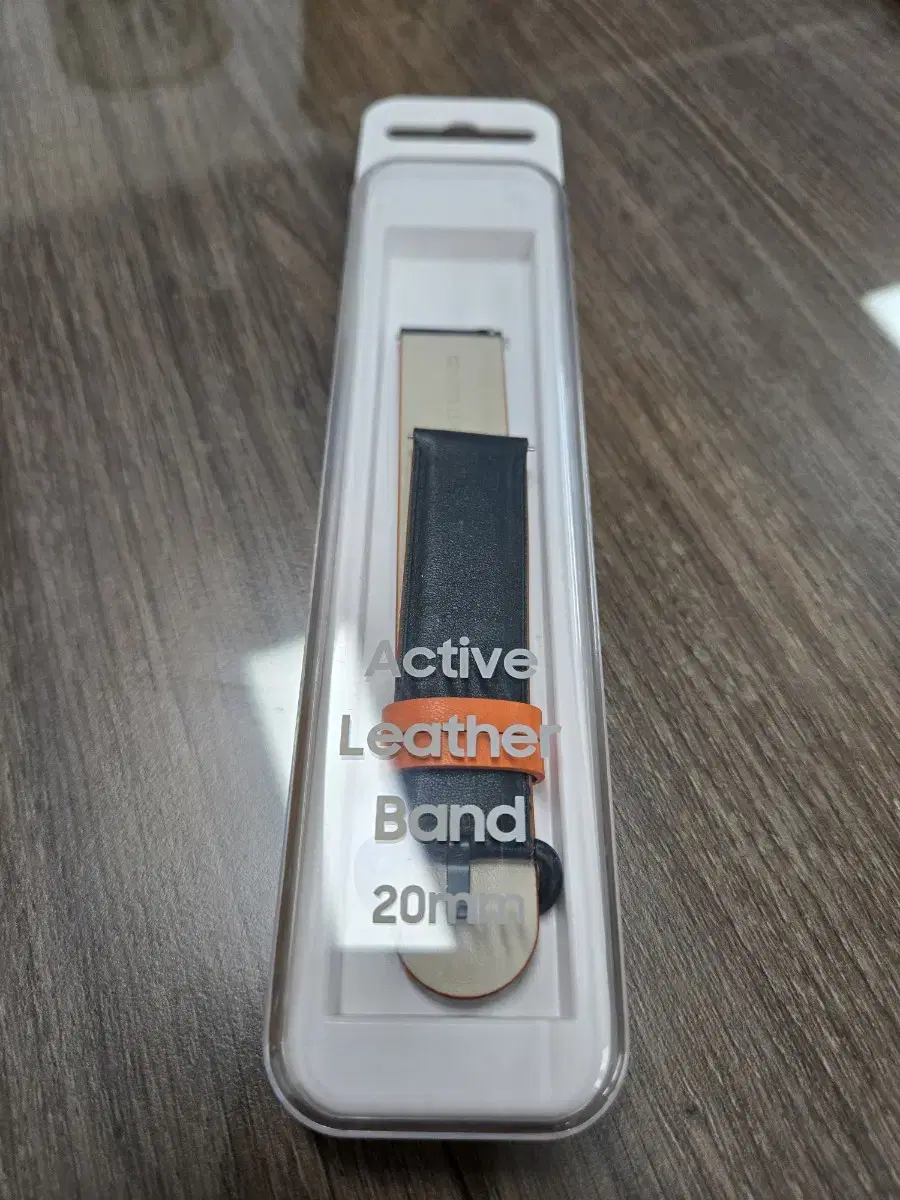 Active
Leather
Band
20mm